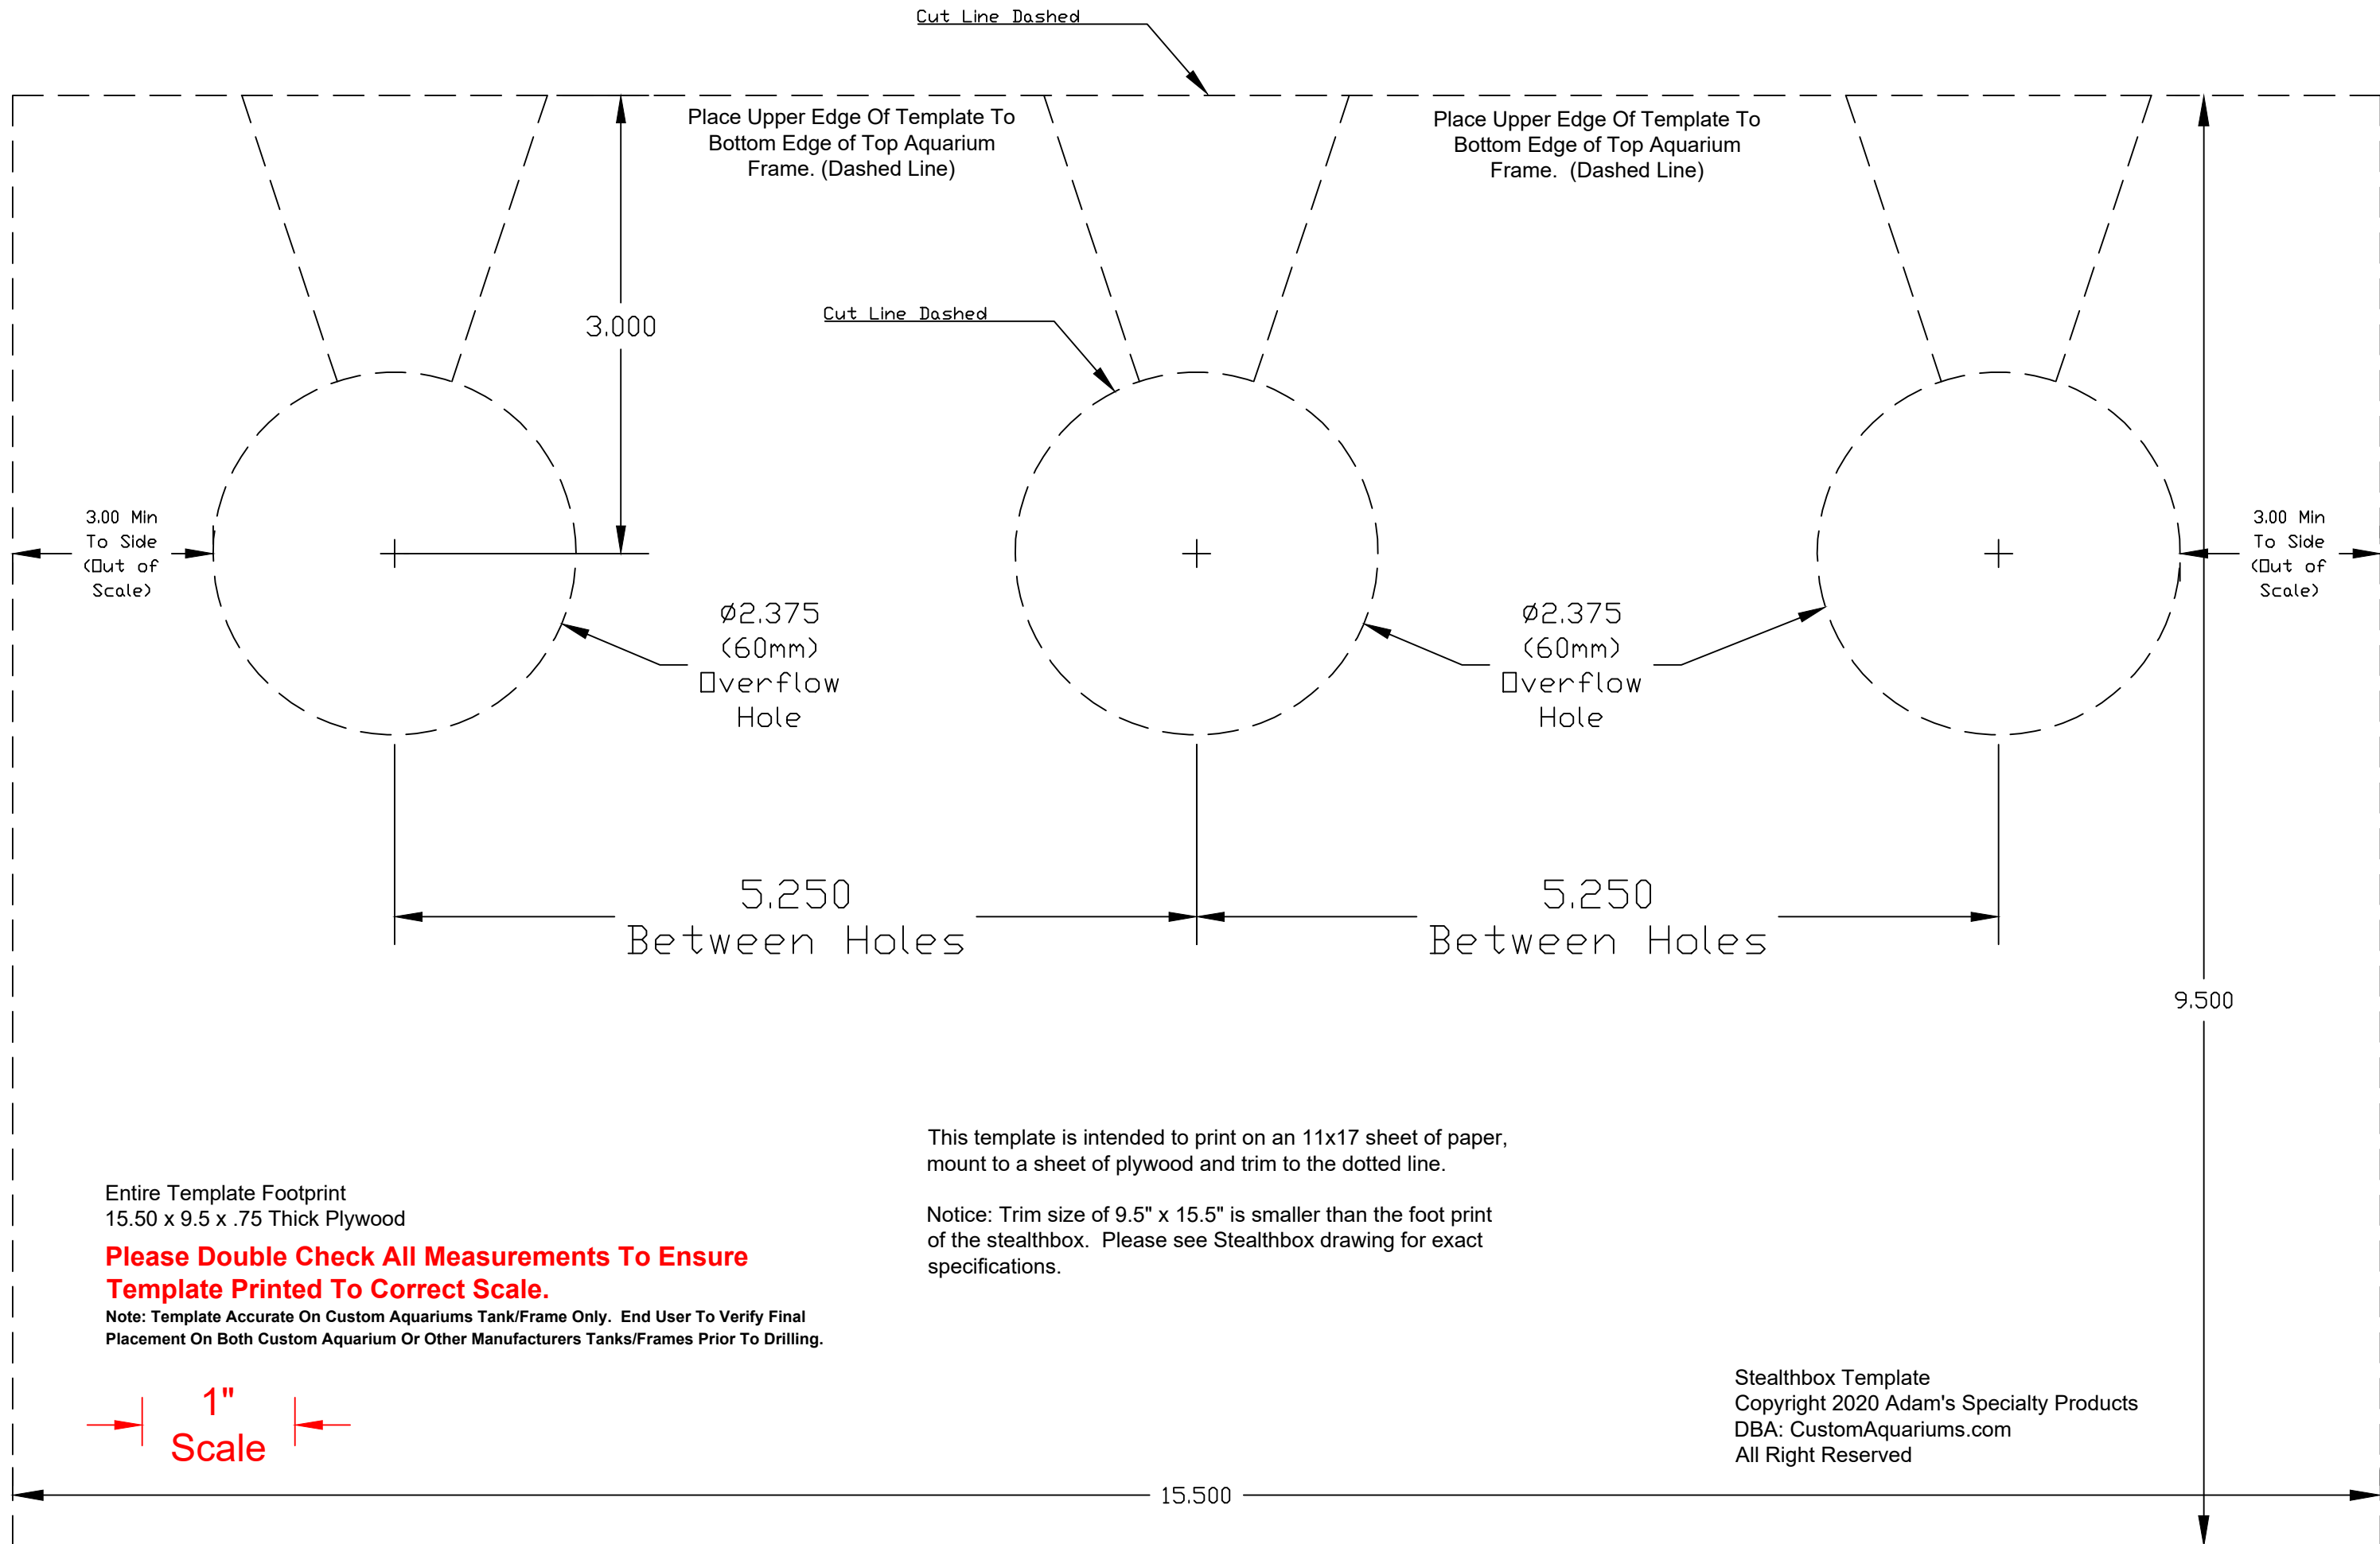 Cut Line Dashed
Place Upper Edge Of Template To
Bottom Edge of Top Aquarium
Frame. (Dashed Line)
Place Upper Edge Of Template To
Bottom Edge of Top Aquarium
Frame.  (Dashed Line)
Cut Line Dashed
3.000
3.00 Min
To Side
(Out of
Scale)
3.00 Min
To Side
(Out of
Scale)
Ø2.375
(60mm)
Overflow
Hole
Ø2.375
(60mm)
Overflow
Hole
5.250
Between Holes
5.250
Between Holes
9.500
This template is intended to print on an 11x17 sheet of paper,
mount to a sheet of plywood and trim to the dotted line.
Notice: Trim size of 9.5" x 15.5" is smaller than the foot print
of the stealthbox.  Please see Stealthbox drawing for exact
specifications.
Entire Template Footprint
15.50 x 9.5 x .75 Thick Plywood
Please Double Check All Measurements To Ensure
Template Printed To Correct Scale.
Note: Template Accurate On Custom Aquariums Tank/Frame Only.  End User To Verify Final
Placement On Both Custom Aquarium Or Other Manufacturers Tanks/Frames Prior To Drilling.
1"
Scale
Stealthbox Template
Copyright 2020 Adam's Specialty Products
DBA: CustomAquariums.com
All Right Reserved
15.500